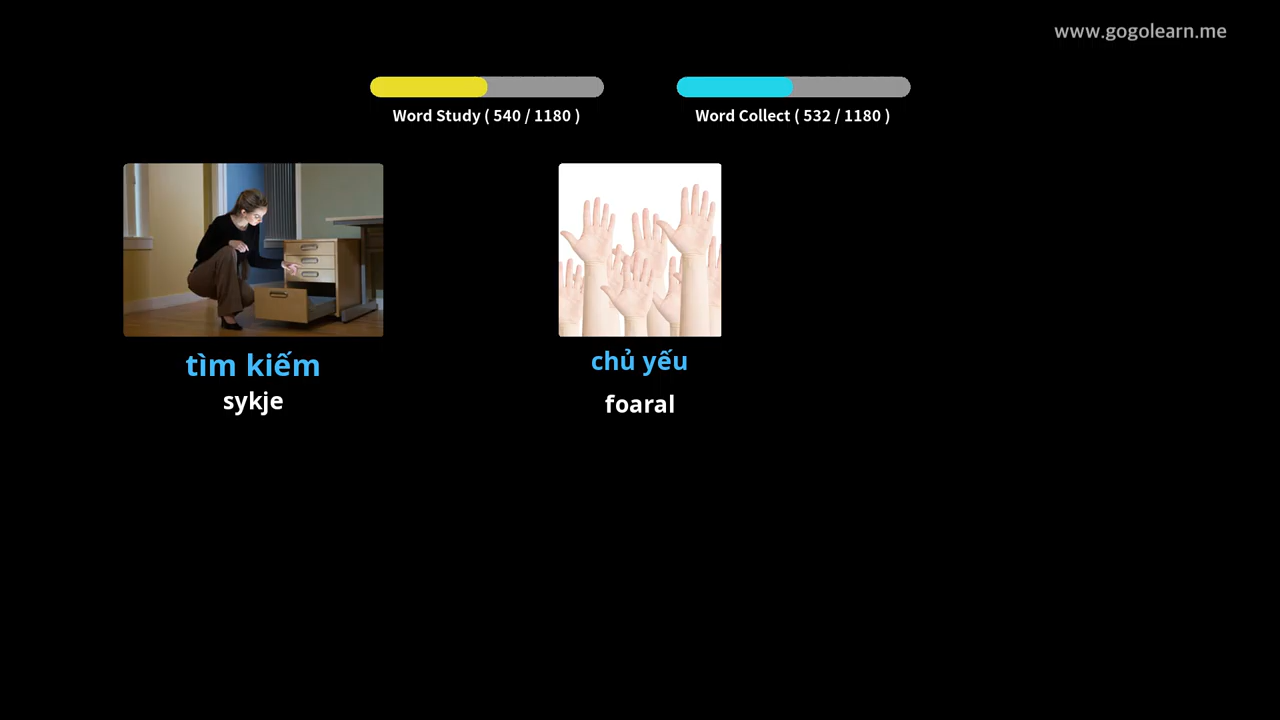 www.gogolearn.me
Word Study ( 540 / 1180 )
Word Collect ( 532 / 1180 )
tìm kiếm
sykje
chủ yếu
foaral